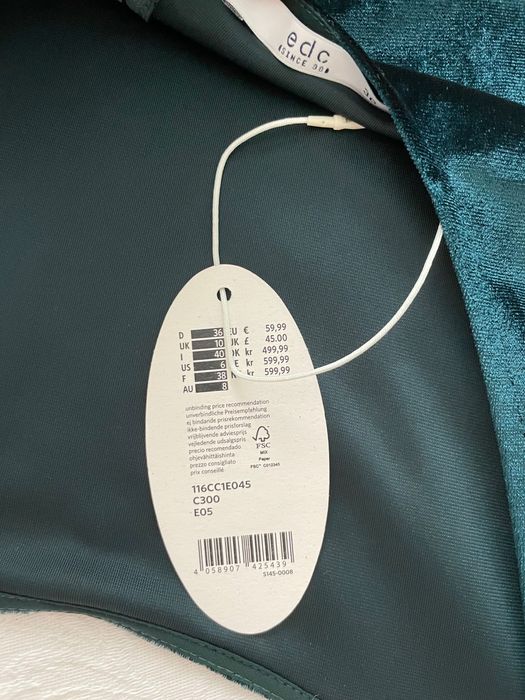 edc
(SINCE 00)
D 36 EU € 59,99
UK 10 UK £ 45.00
I 40 DK kr 499,99
US 6 E kr 599,99
F 38 N kr 599,99
AU 8
unbinding price recommendation
unverbindliche Preisempfehlung
ej bindande prisrekommendation
ikke-bindende prisforslag
vrijblijvende adviesprijs
vejledende udsalgspris
precio recomendado
ohjevähittäishinta
prezzo consigliato
prix conseillé
FSC
MIX
Paper
FSC™ C012345
116CC1E045
C300
E05
4 058907 425439
S145-0008